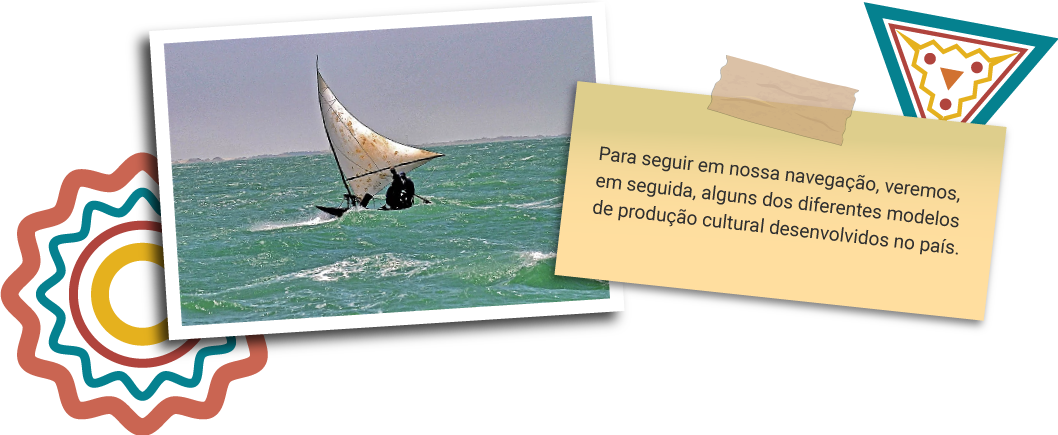 Para seguir em nossa navegação, veremos,
em seguida, alguns dos diferentes modelos
de produção cultural desenvolvidos no país.